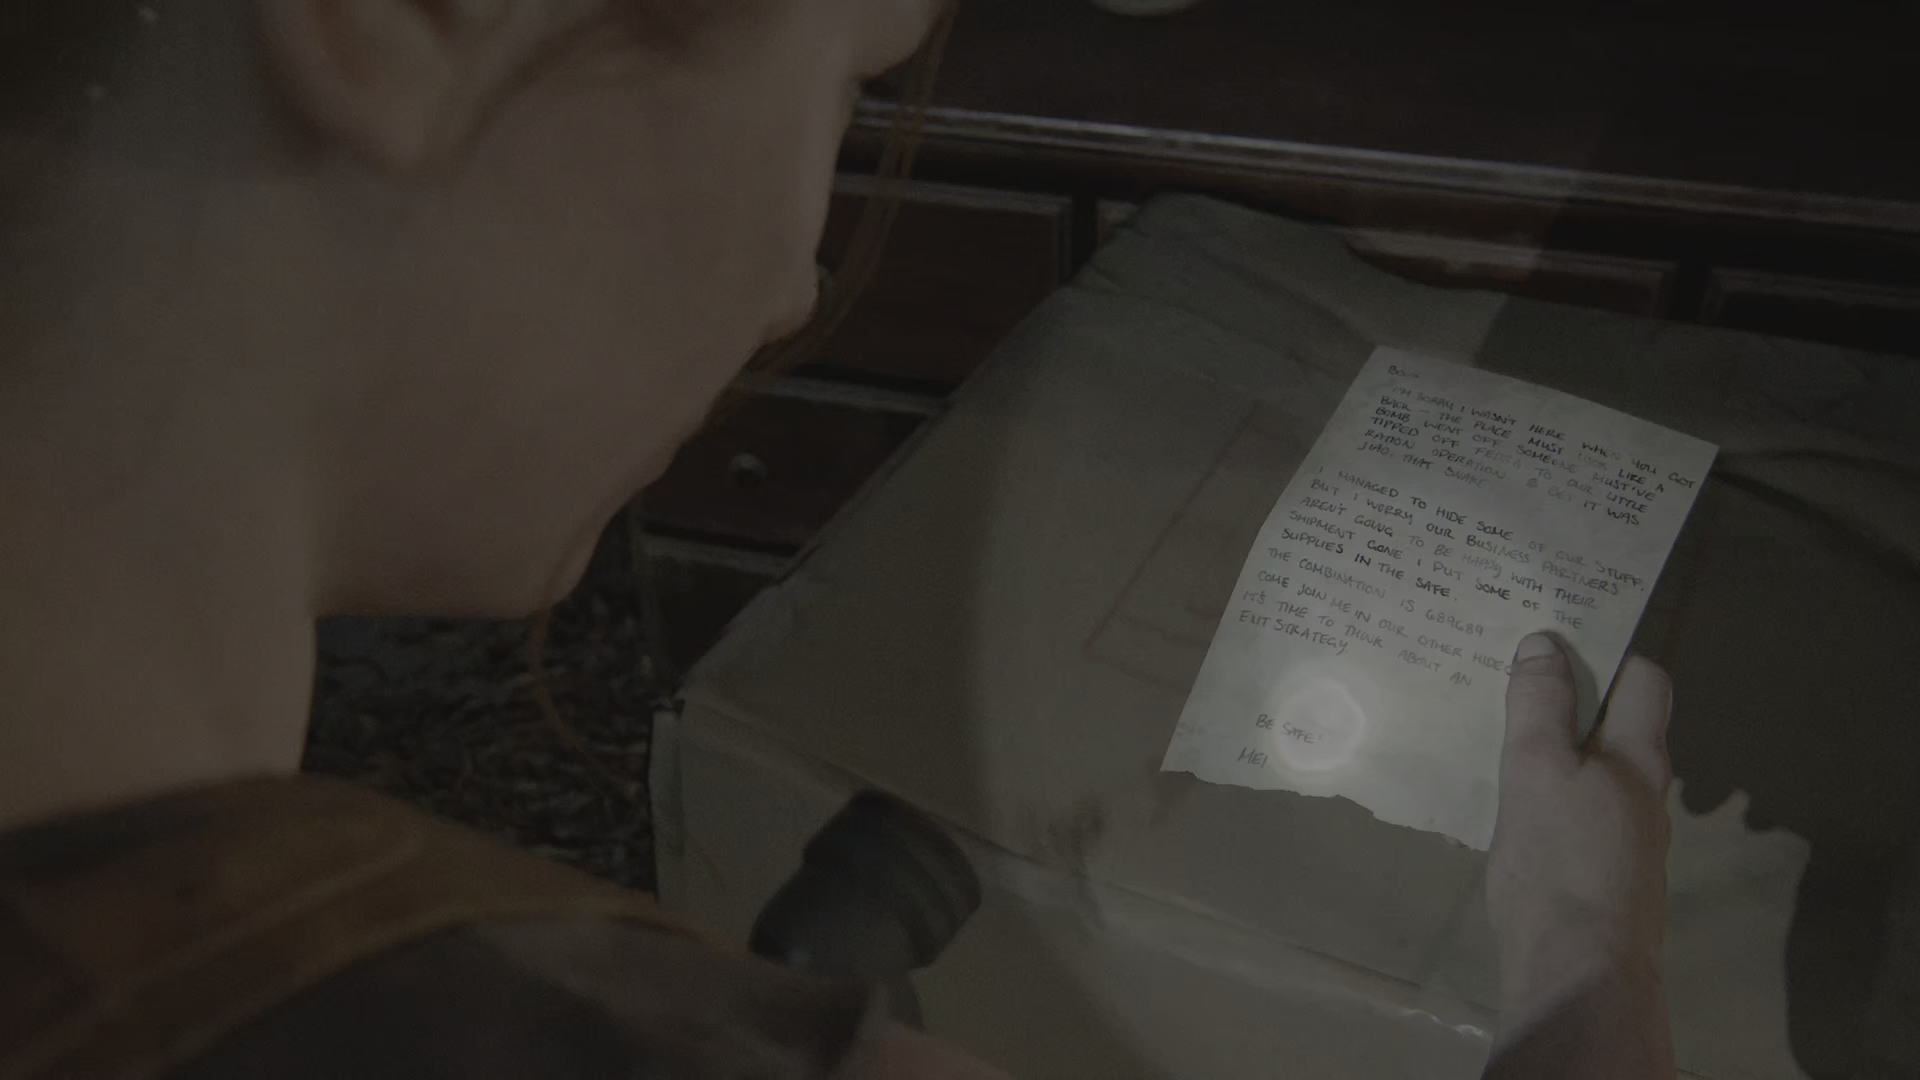 I'M SORRY I WASN'T HERE WHEN YOU GOT
BACK - THE PLACE MUST LOOK LIKE A
BOMB WENT OFF SOMEONE MUST'VE
TIPPED OFF FEDRA TO OUR LITTLE
RATION OPERATION I BET IT WAS
JIAO. THAT SNAKE
I MANAGED TO HIDE SOME OF OUR STUFF.
BUT I WORRY OUR BUSINESS PARTNERS
AREN'T GOING TO BE HAPPY WITH THEIR
SHIPMENT GONE I PUT SOME OF THE
SUPPLIES IN THE SAFE.
THE COMBINATION IS 689689
COME JOIN ME IN OUR OTHER
IT'S TIME TO THINK ABOUT AN
EXIT STRATEGY.
BE SAFE
MEI